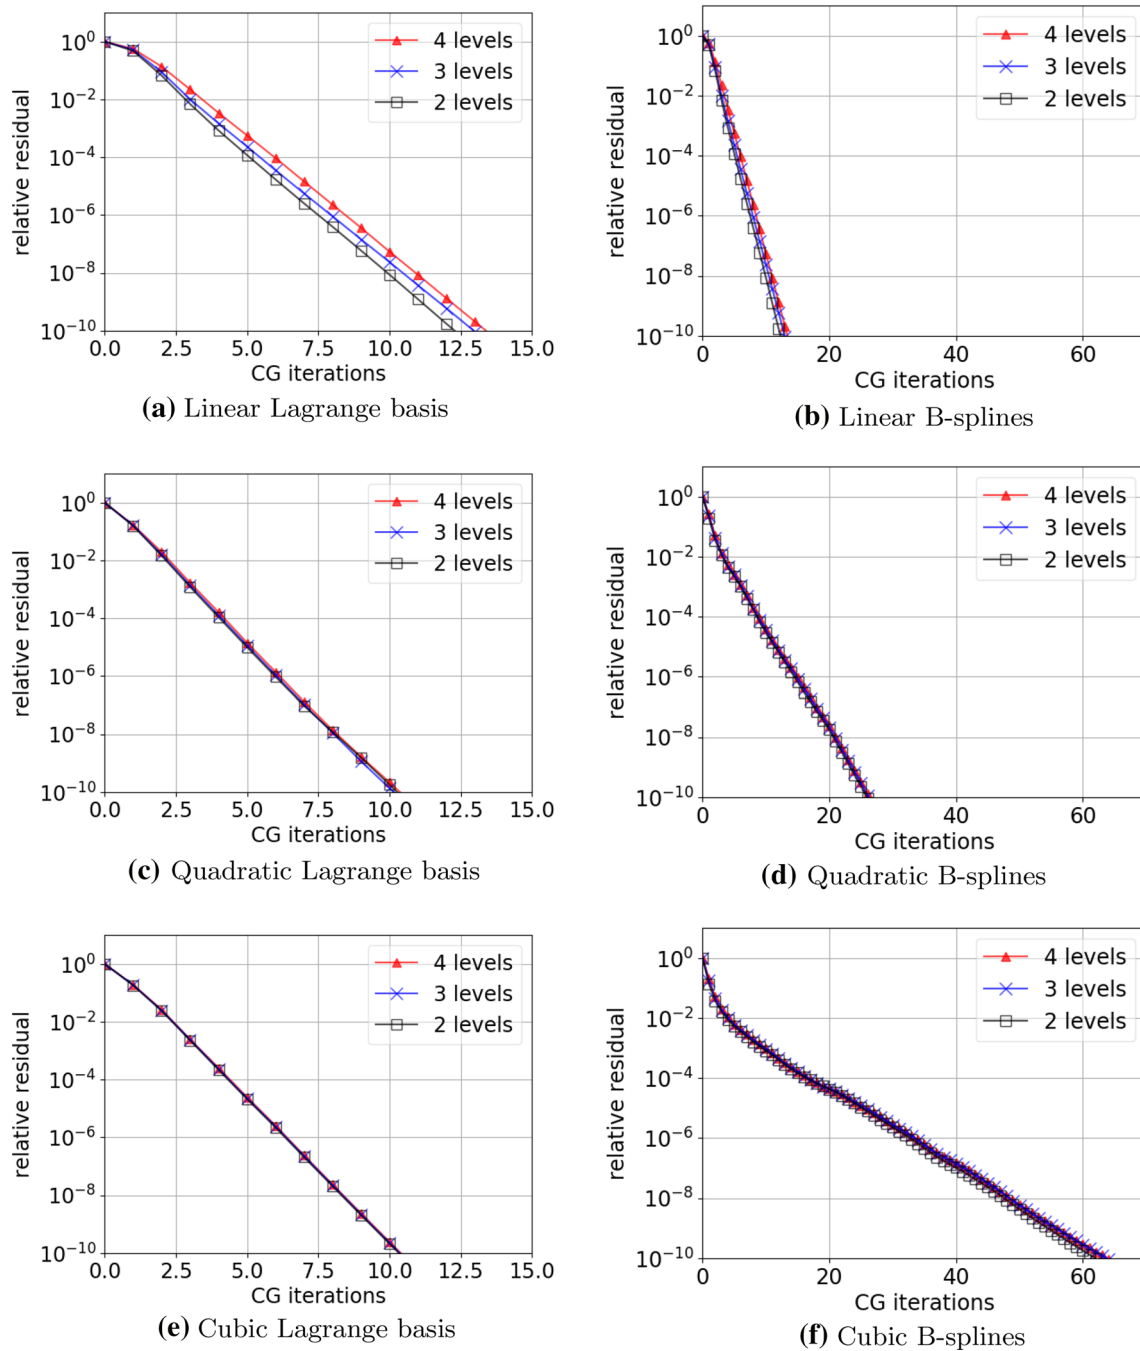 10^0
10^-2
10^-4
10^-6
10^-8
10^-10
relative residual
4 levels
3 levels
2 levels
0.0 2.5 5.0 7.5 10.0 12.5 15.0
CG iterations
(a) Linear Lagrange basis
10^0
10^-2
10^-4
10^-6
10^-8
10^-10
relative residual
4 levels
3 levels
2 levels
0 20 40 60
CG iterations
(b) Linear B-splines
10^0
10^-2
10^-4
10^-6
10^-8
10^-10
relative residual
4 levels
3 levels
2 levels
0.0 2.5 5.0 7.5 10.0 12.5 15.0
CG iterations
(c) Quadratic Lagrange basis
10^0
10^-2
10^-4
10^-6
10^-8
10^-10
relative residual
4 levels
3 levels
2 levels
0 20 40 60
CG iterations
(d) Quadratic B-splines
10^0
10^-2
10^-4
10^-6
10^-8
10^-10
relative residual
4 levels
3 levels
2 levels
0.0 2.5 5.0 7.5 10.0 12.5 15.0
CG iterations
(e) Cubic Lagrange basis
10^0
10^-2
10^-4
10^-6
10^-8
10^-10
relative residual
4 levels
3 levels
2 levels
0 20 40 60
CG iterations
(f) Cubic B-splines